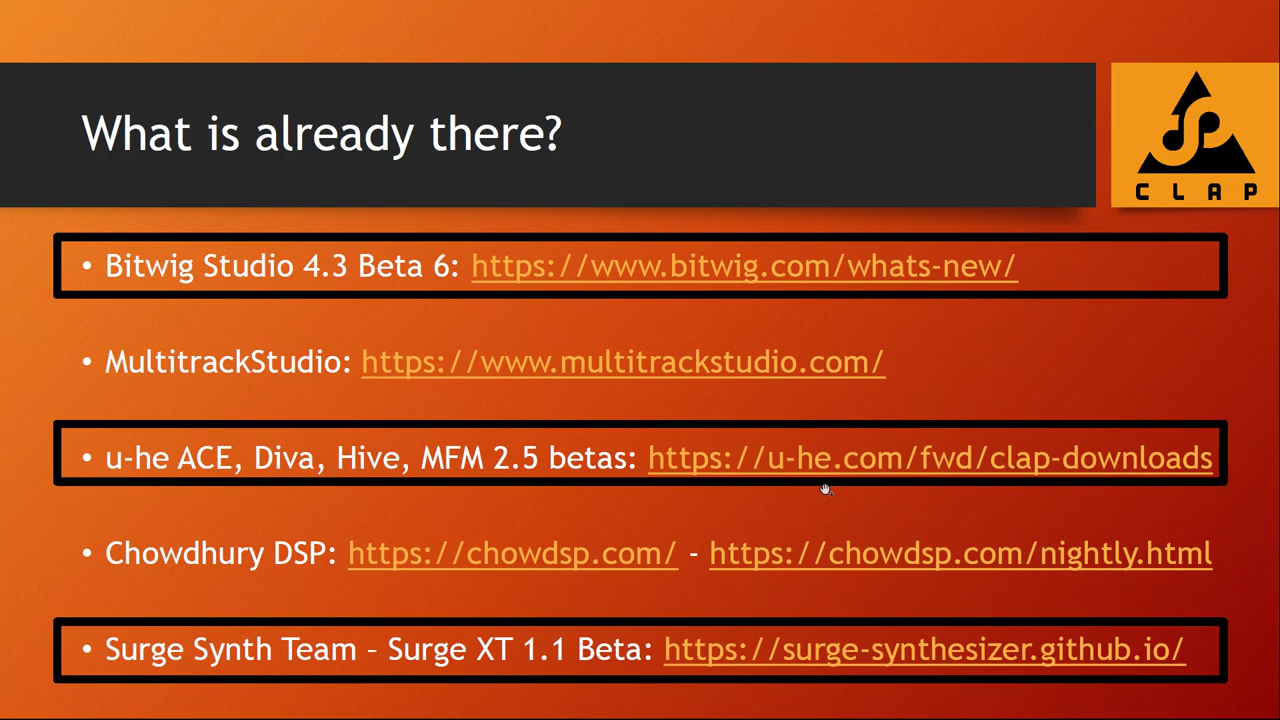 What is already there?
CLAP
• Bitwig Studio 4.3 Beta 6: https://www.bitwig.com/whats-new/
• MultitrackStudio: https://www.multitrackstudio.com/
• u-he ACE, Diva, Hive, MFM 2.5 betas: https://u-he.com/fwd/clap-downloads
• Chowdhury DSP: https://chowdsp.com/ - https://chowdsp.com/nightly.html
• Surge Synth Team – Surge XT 1.1 Beta: https://surge-synthesizer.github.io/